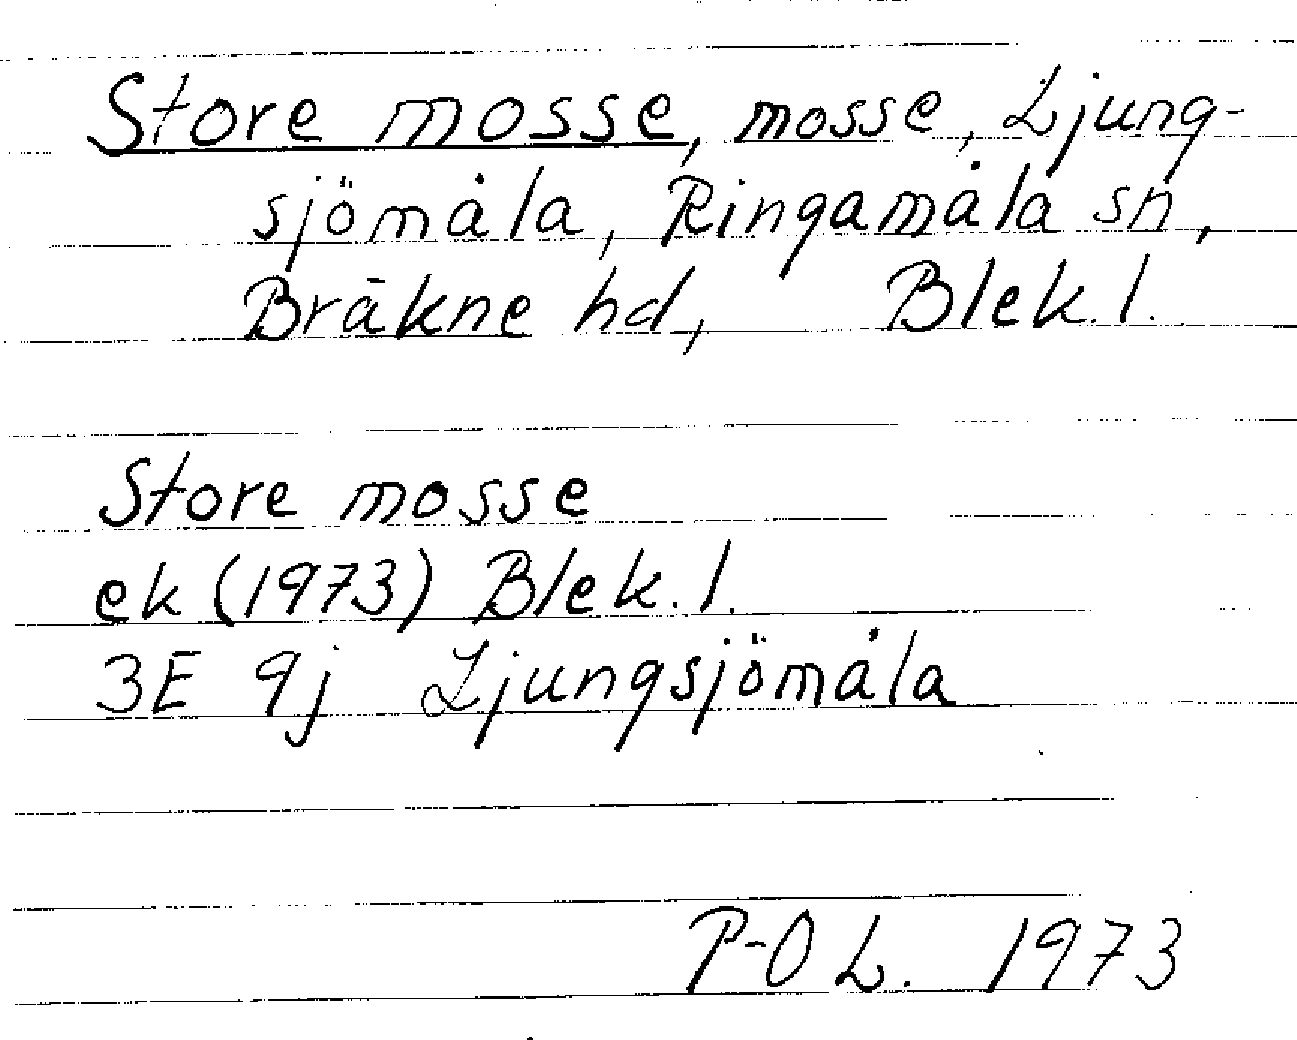 Store mosse, mosse, Ljung-
sjömåla, Ringamåla sn,
Bräkne hd, Blek. l.
Store mosse
ek (1973) Blek. l.
3E 9j Ljungsjömåla
P-O L. 1973